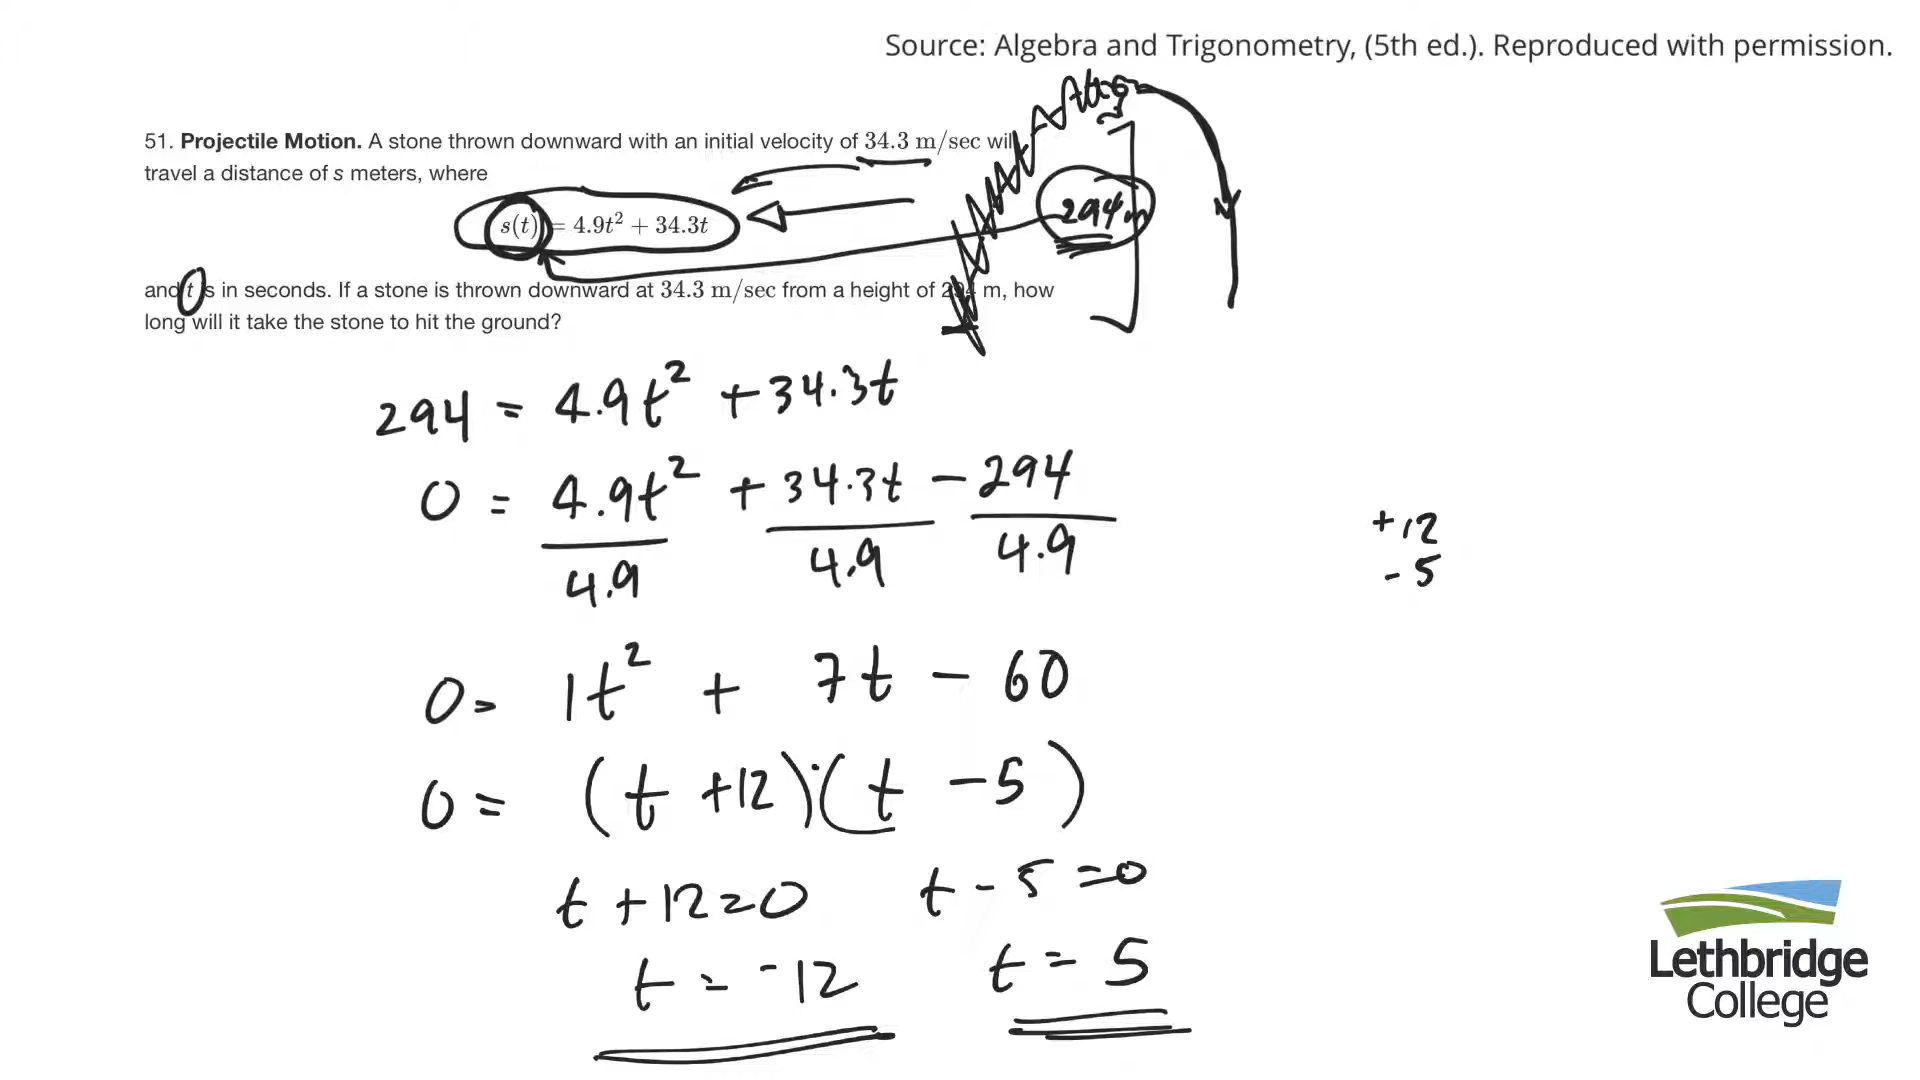 Source: Algebra and Trigonometry, (5th ed.). Reproduced with permission.
51. Projectile Motion. A stone thrown downward with an initial velocity of 34.3 m/sec will
travel a distance of s meters, where
s(t) = 4.9t² + 34.3t
294 m
and t is in seconds. If a stone is thrown downward at 34.3 m/sec from a height of 294 m, how
long will it take the stone to hit the ground?
294 = 4.9t² + 34.3t
0 = 4.9t²/4.9 + 34.3t/4.9 - 294/4.9
+12
-5
0 = 1t² + 7t - 60
0 = (t +12)·(t -5)
t + 12 = 0 t - 5 = 0
t = -12 t = 5
Lethbridge
College